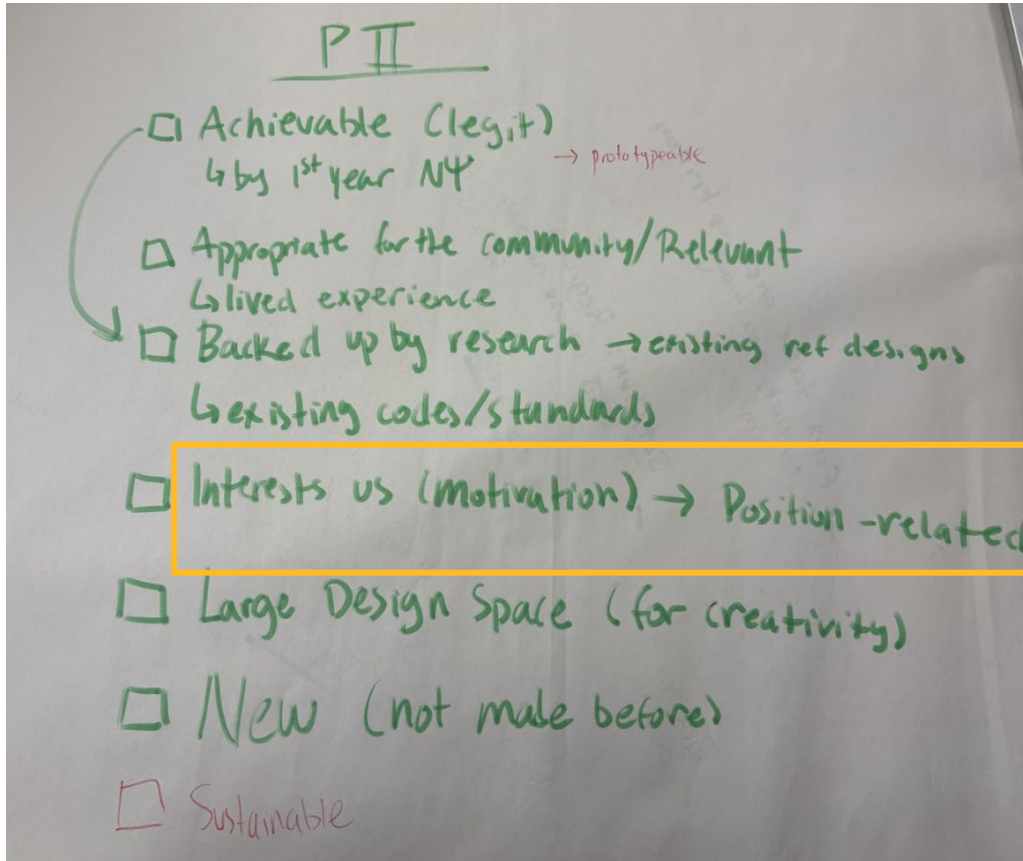 P II
□ Achievable (legit)
↳ by 1st year NΨ → prototypeable
□ Appropriate for the community/Relevant
↳ lived experience
□ Backed up by research → existing ref designs
↳ existing codes/standards
□ Interests us (motivation) → Position-related
□ Large Design Space (for creativity)
□ New (not made before)
□ Sustainable